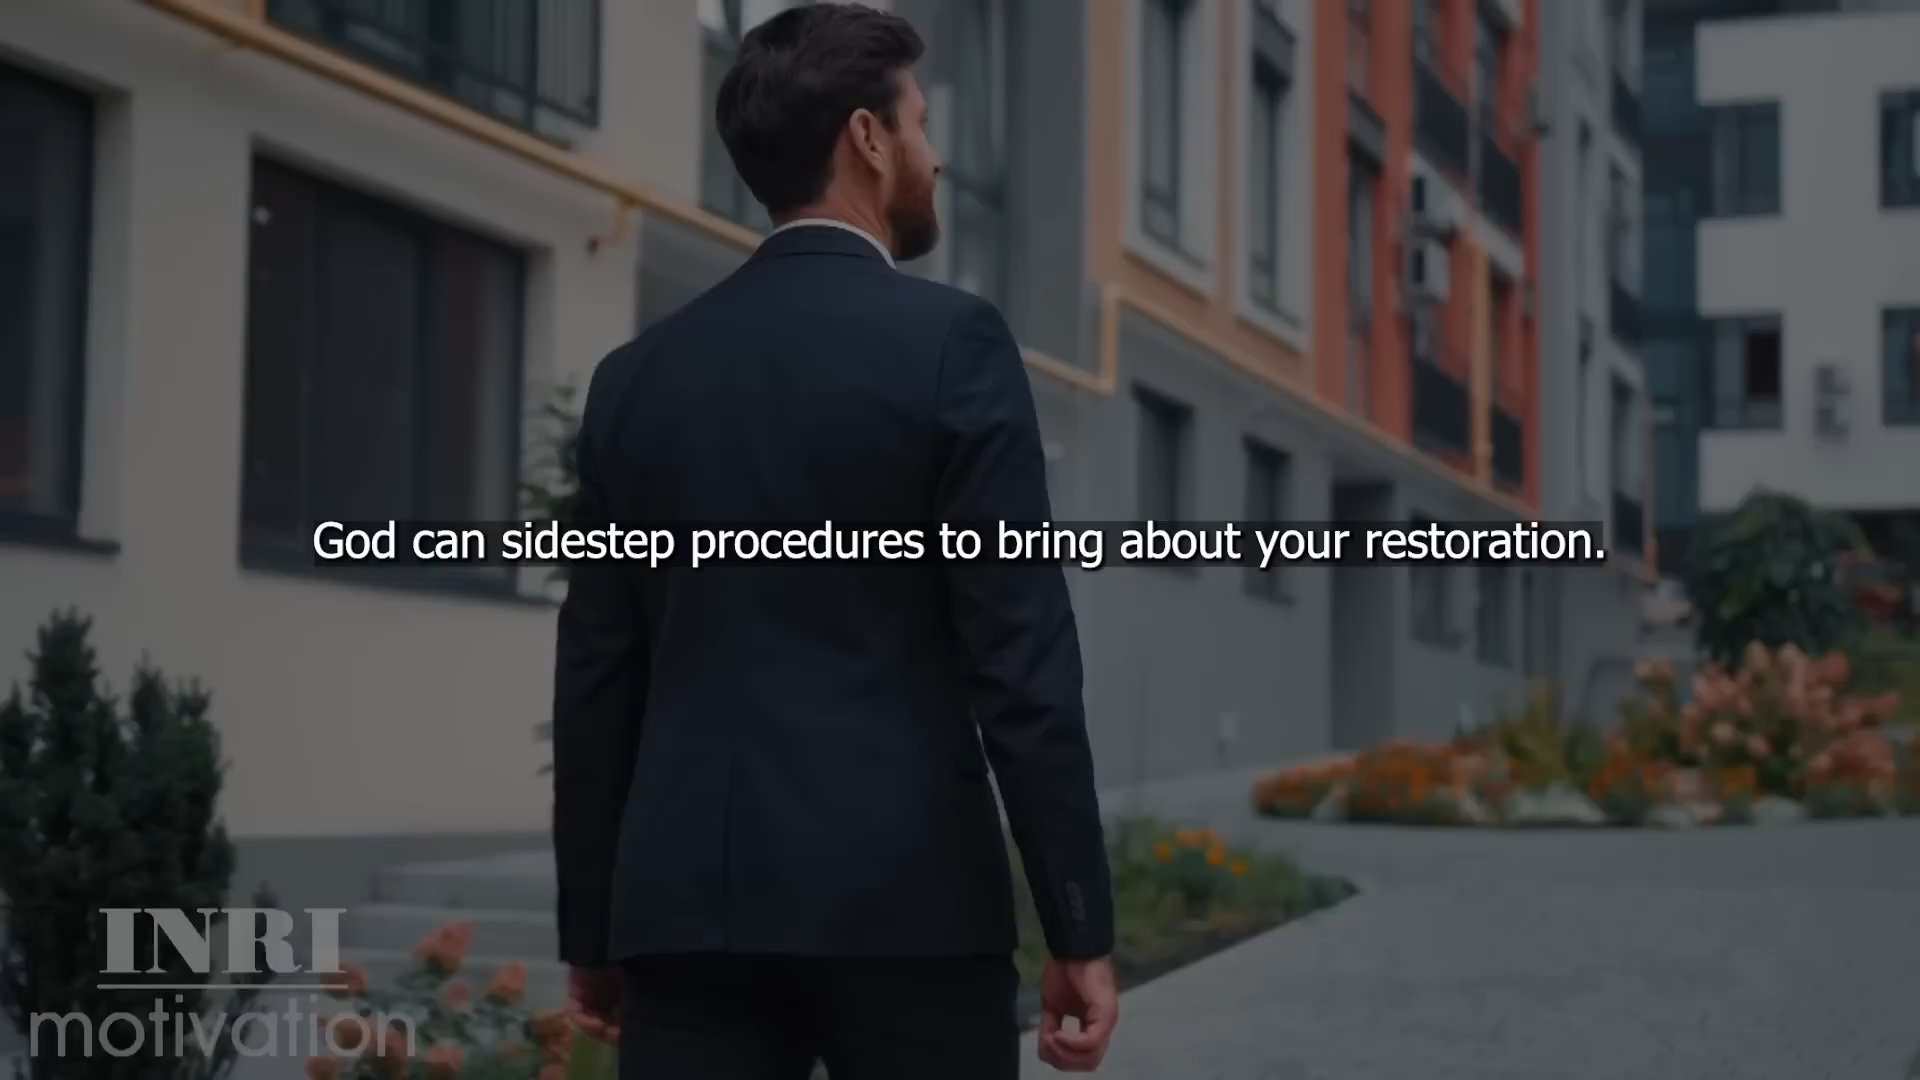 God can sidestep procedures to bring about your restoration.
INRI
motivation